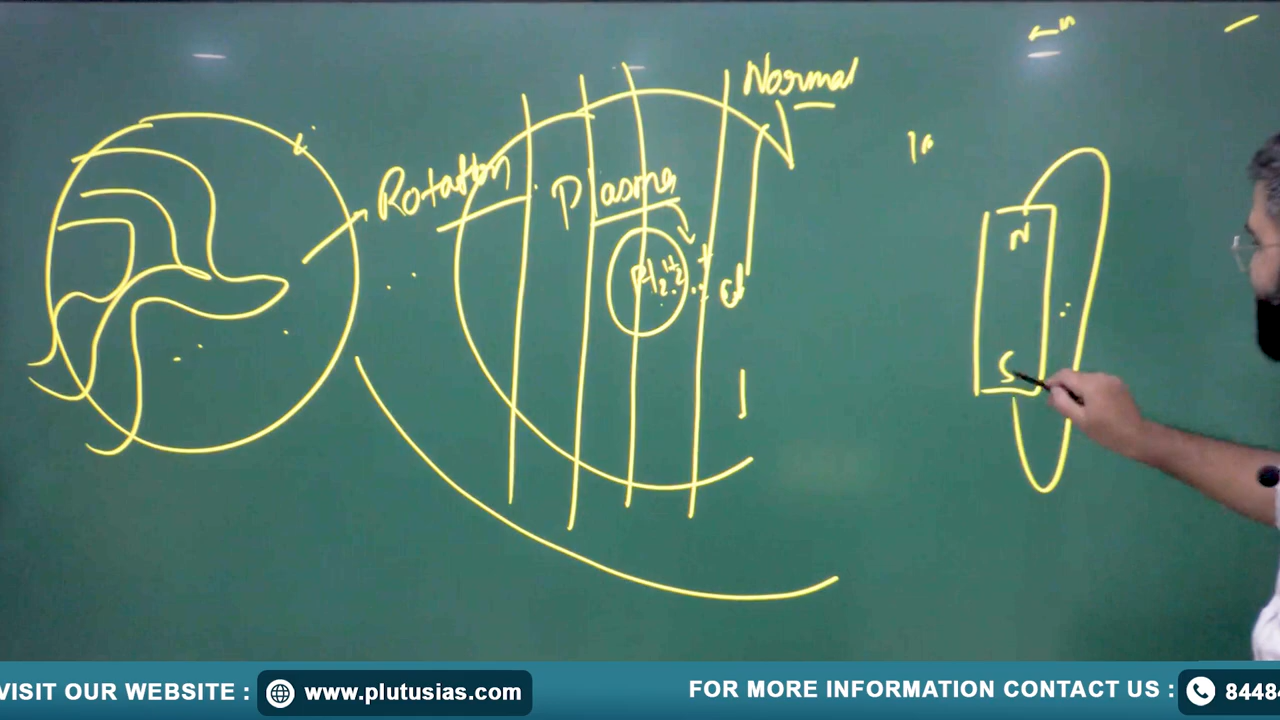 Normal
Rotation
Plasma
N
S
VISIT OUR WEBSITE :
www.plutusias.com
FOR MORE INFORMATION CONTACT US :
8448